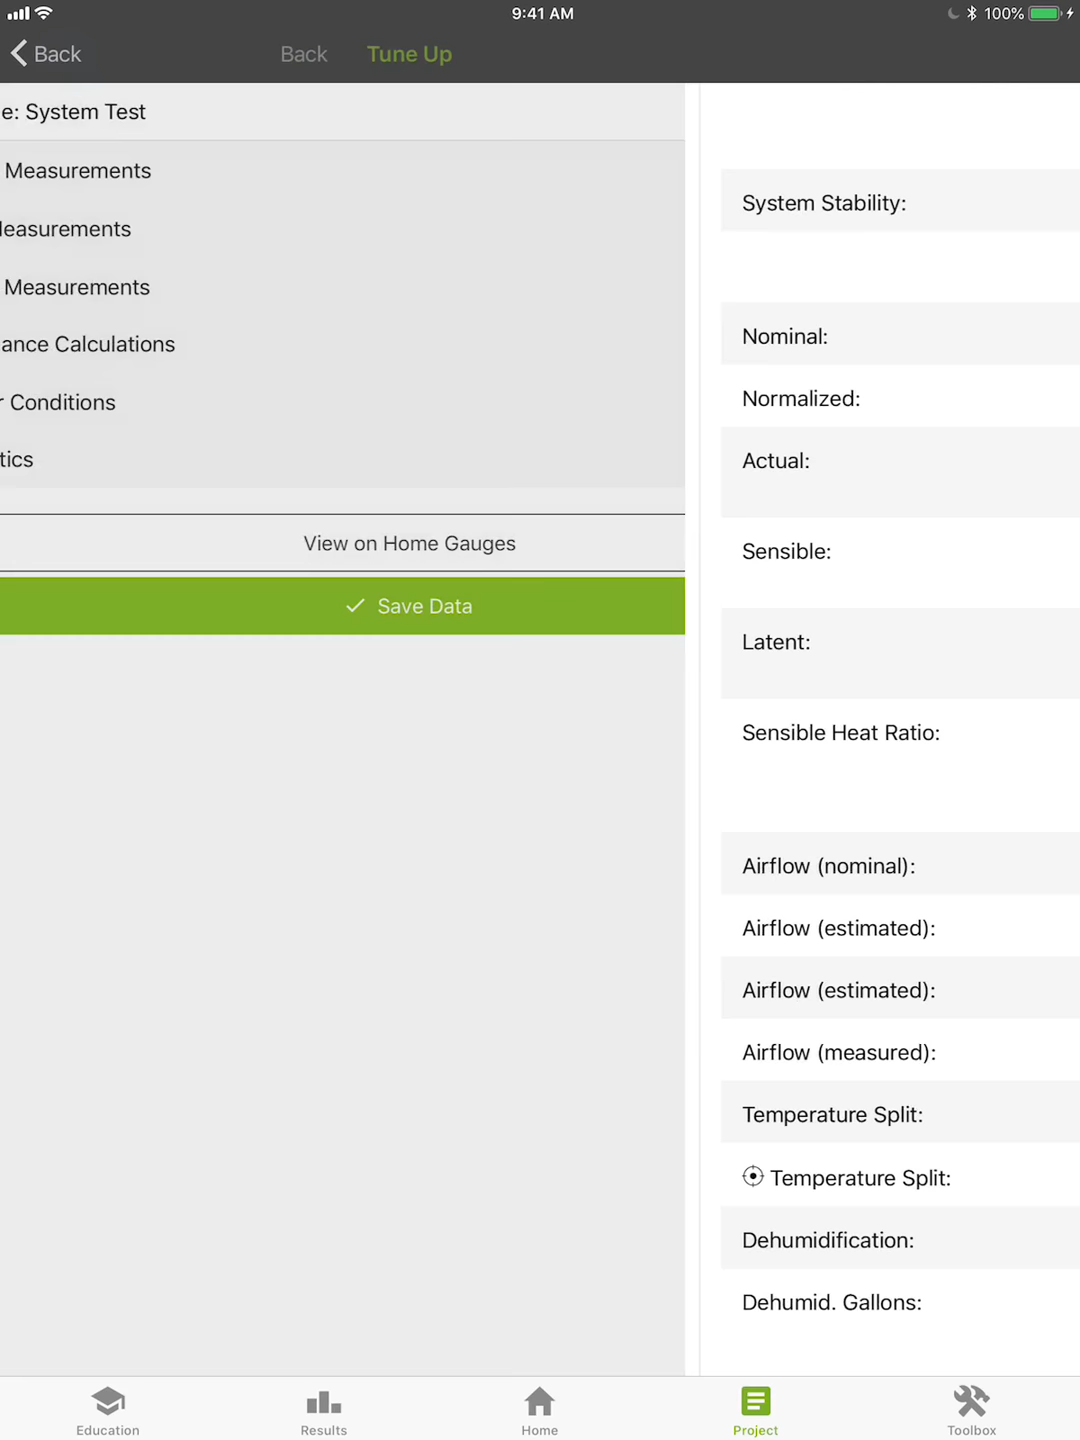 9:41 AM
100%
Back
Back
Tune Up
e: System Test
Measurements
easurements
Measurements
ance Calculations
r Conditions
tics
View on Home Gauges
Save Data
System Stability:
Nominal:
Normalized:
Actual:
Sensible:
Latent:
Sensible Heat Ratio:
Airflow (nominal):
Airflow (estimated):
Airflow (estimated):
Airflow (measured):
Temperature Split:
Temperature Split:
Dehumidification:
Dehumid. Gallons:
Education
Results
Home
Project
Toolbox